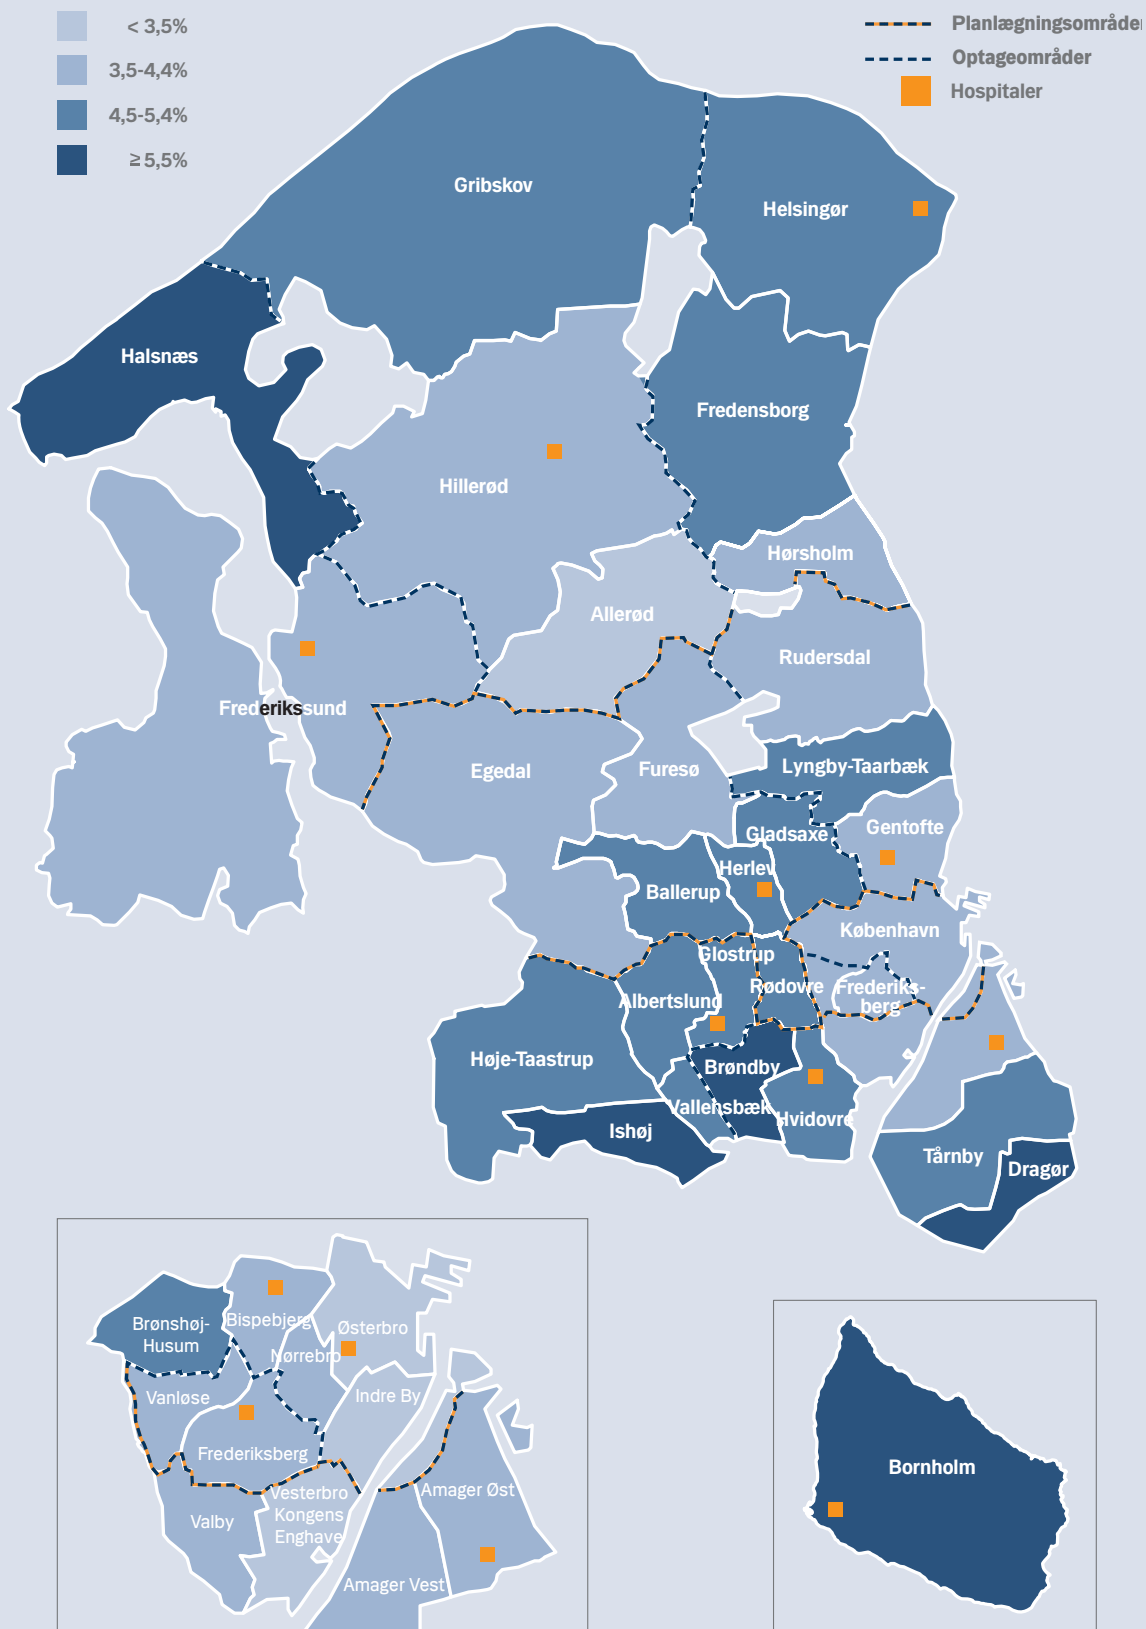 < 3,5%
3,5-4,4%
4,5-5,4%
≥ 5,5%
Planlægningsområder
Optageområder
Hospitaler
Gribskov
Helsingør
Halsnæs
Fredensborg
Hillerød
Hørsholm
Allerød
Rudersdal
Frederikssund
Egedal
Furesø
Lyngby-Taarbæk
Gladsaxe
Gentofte
Herlev
Ballerup
København
Glostrup
Rødovre
Frederiks-
berg
Albertslund
Høje-Taastrup
Brøndby
Vallensbæk
Hvidovre
Ishøj
Tårnby
Dragør
Brønshøj-
Husum
Bispebjerg
Østerbro
Nørrebro
Vanløse
Indre By
Frederiksberg
Vesterbro
Kongens
Enghave
Valby
Amager Øst
Amager Vest
Bornholm